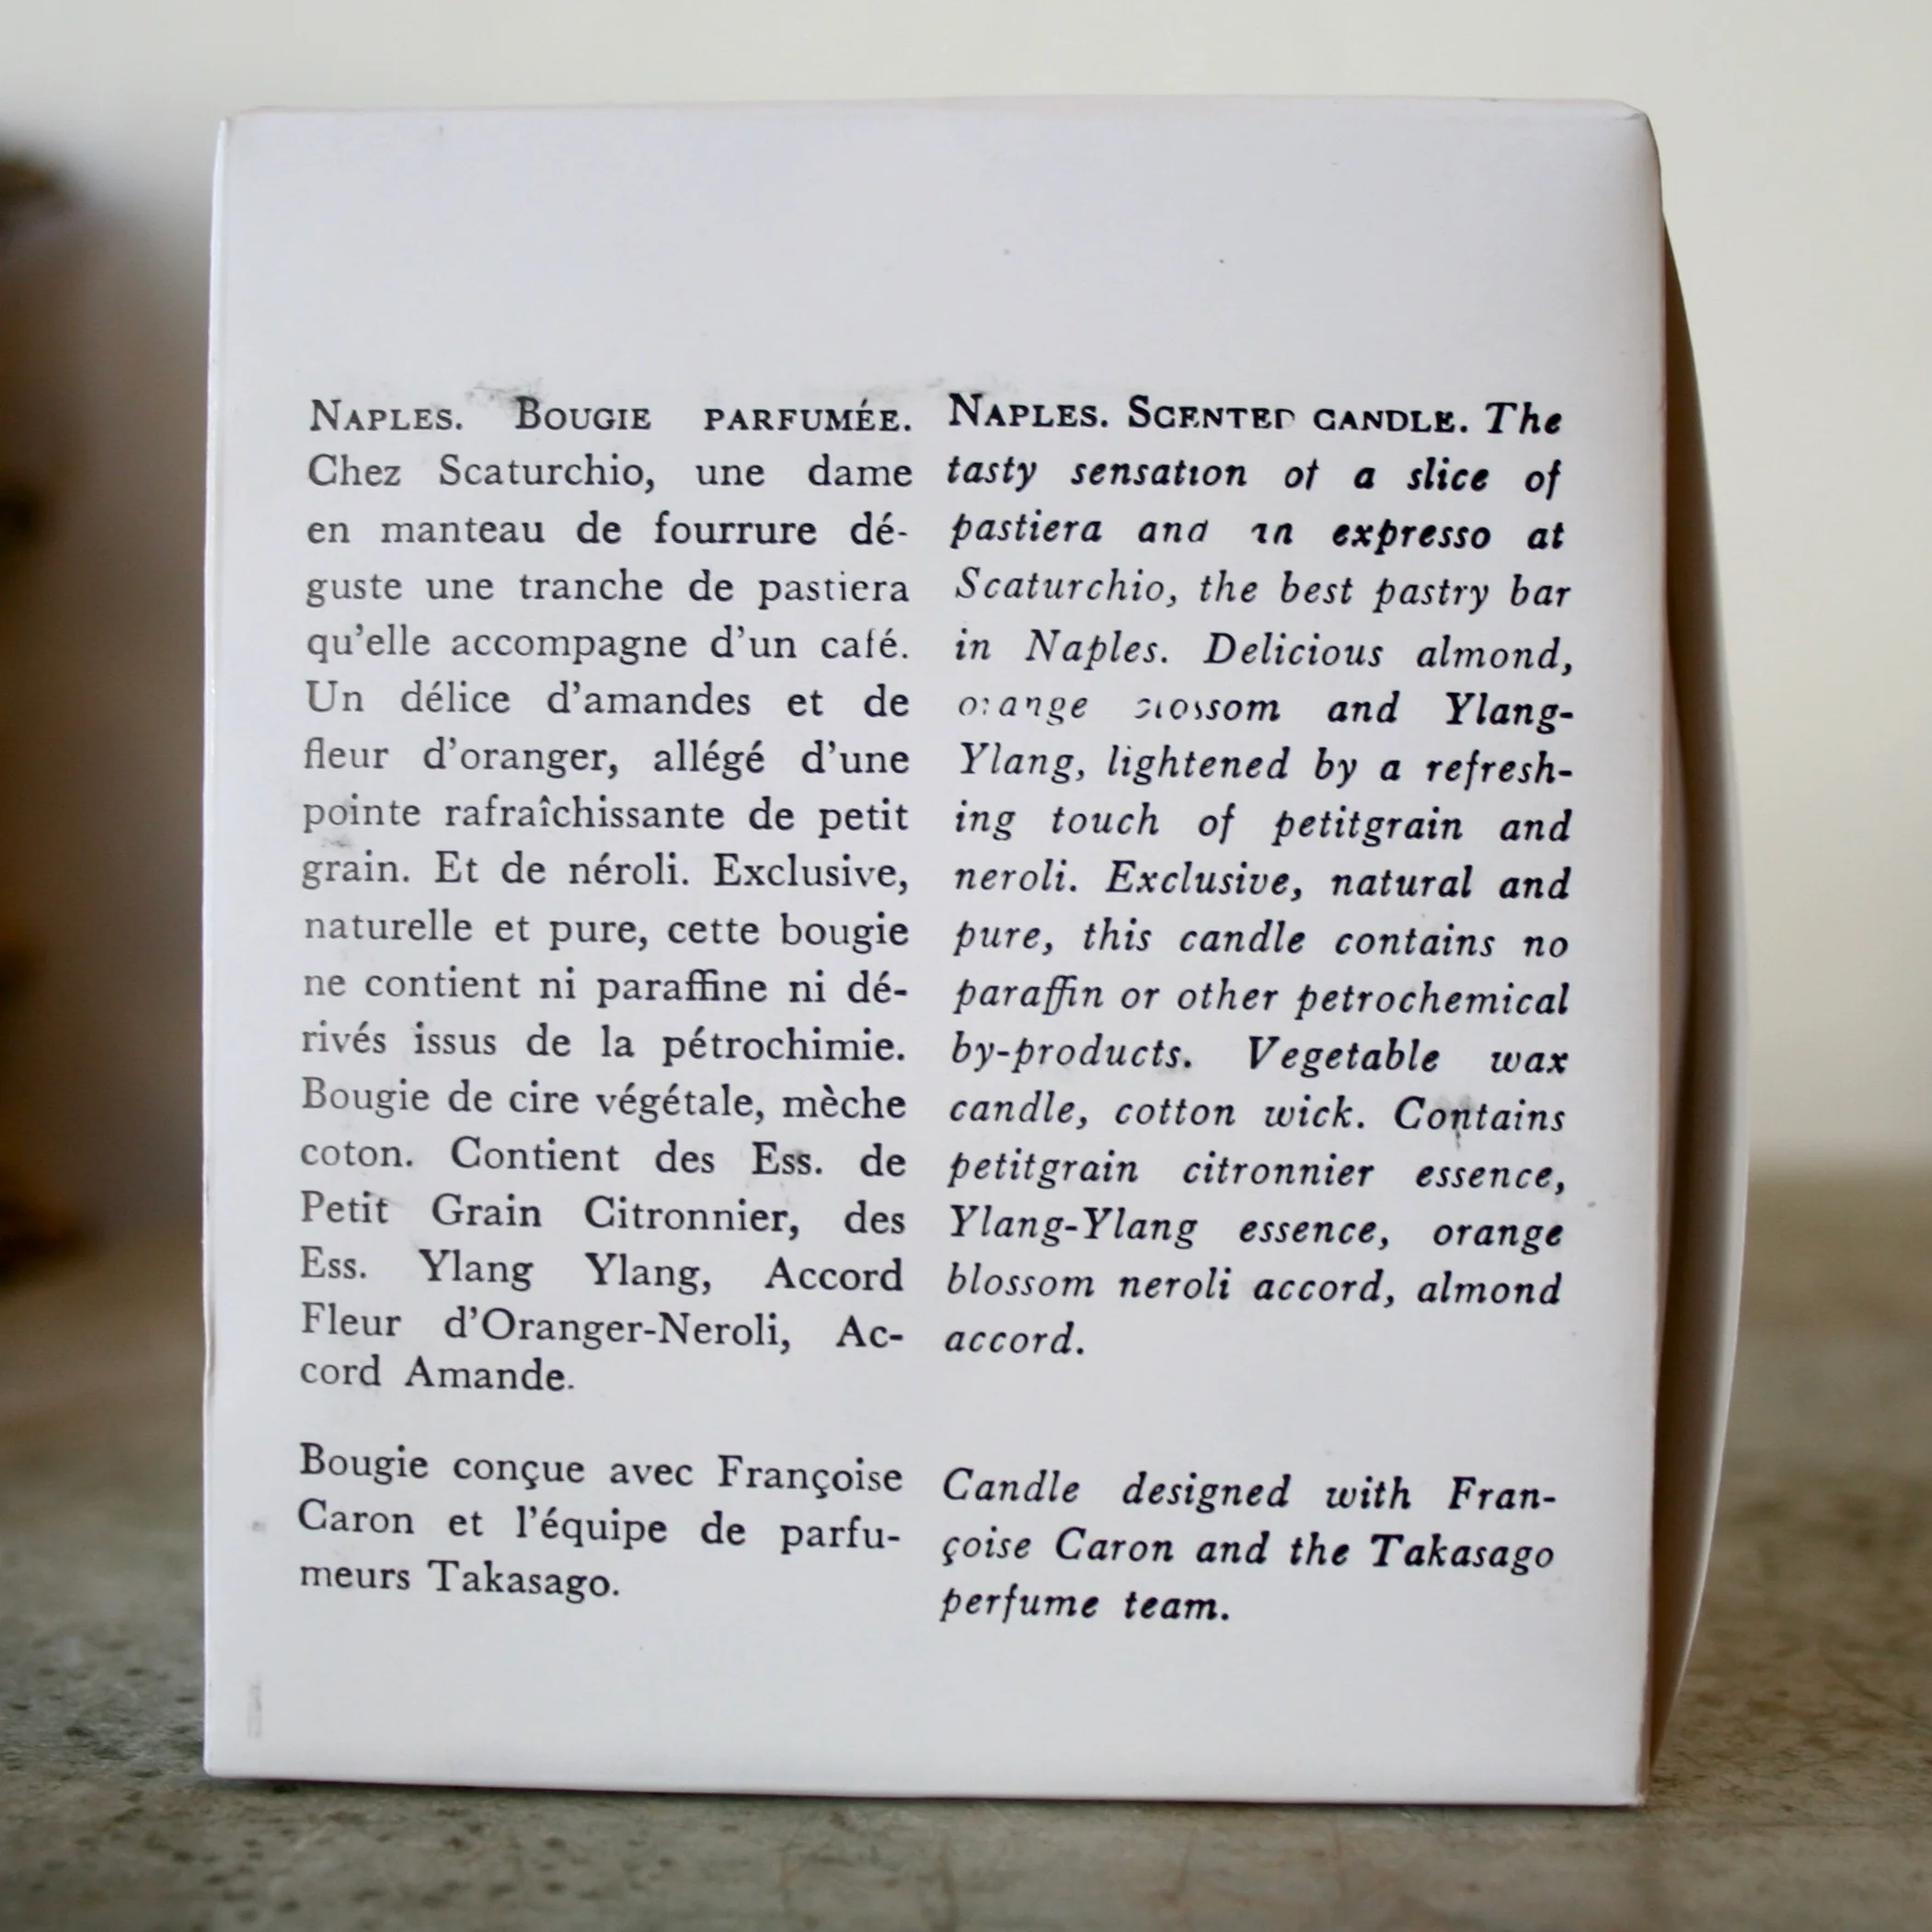 NAPLES. BOUGIE PARFUMÉE.
Chez Scaturchio, une dame
en manteau de fourrure dé-
guste une tranche de pastiera
qu'elle accompagne d'un café.
Un délice d'amandes et de
fleur d'oranger, allégé d'une
pointe rafraîchissante de petit
grain. Et de néroli. Exclusive,
naturelle et pure, cette bougie
ne contient ni paraffine ni dé-
rivés issus de la pétrochimie.
Bougie de cire végétale, mèche
coton. Contient des Ess. de
Petit Grain Citronnier, des
Ess. Ylang Ylang, Accord
Fleur d'Oranger-Neroli, Ac-
cord Amande.
Bougie conçue avec Françoise
Caron et l'équipe de parfu-
meurs Takasago.
NAPLES. SCENTED CANDLE. The
tasty sensation of a slice of
pastiera and an expresso at
Scaturchio, the best pastry bar
in Naples. Delicious almond,
orange blossom and Ylang-
Ylang, lightened by a refresh-
ing touch of petitgrain and
neroli. Exclusive, natural and
pure, this candle contains no
paraffin or other petrochemical
by-products. Vegetable wax
candle, cotton wick. Contains
petitgrain citronnier essence,
Ylang-Ylang essence, orange
blossom neroli accord, almond
accord.
Candle designed with Fran-
çoise Caron and the Takasago
perfume team.